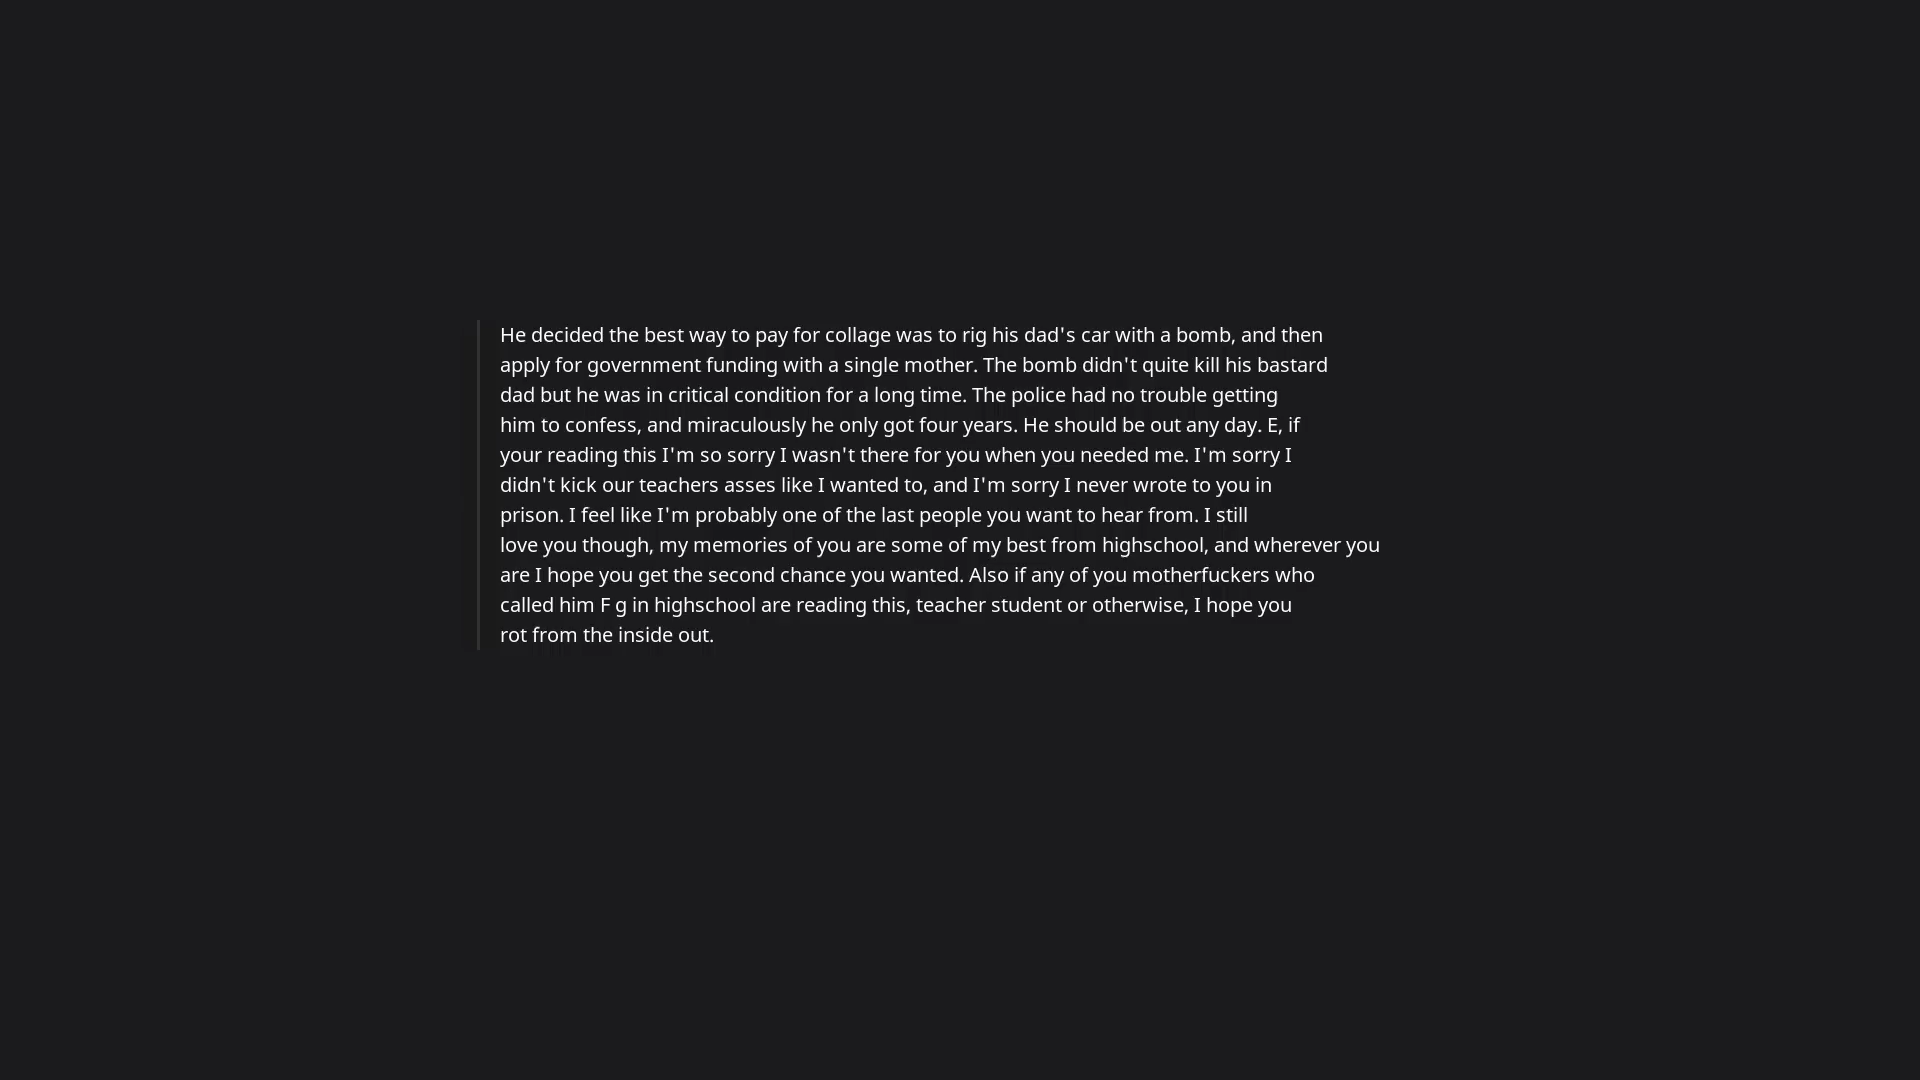 He decided the best way to pay for collage was to rig his dad's car with a bomb, and then
apply for government funding with a single mother. The bomb didn't quite kill his bastard
dad but he was in critical condition for a long time. The police had no trouble getting
him to confess, and miraculously he only got four years. He should be out any day. E, if
your reading this I'm so sorry I wasn't there for you when you needed me. I'm sorry I
didn't kick our teachers asses like I wanted to, and I'm sorry I never wrote to you in
prison. I feel like I'm probably one of the last people you want to hear from. I still
love you though, my memories of you are some of my best from highschool, and wherever you
are I hope you get the second chance you wanted. Also if any of you motherfuckers who
called him F g in highschool are reading this, teacher student or otherwise, I hope you
rot from the inside out.